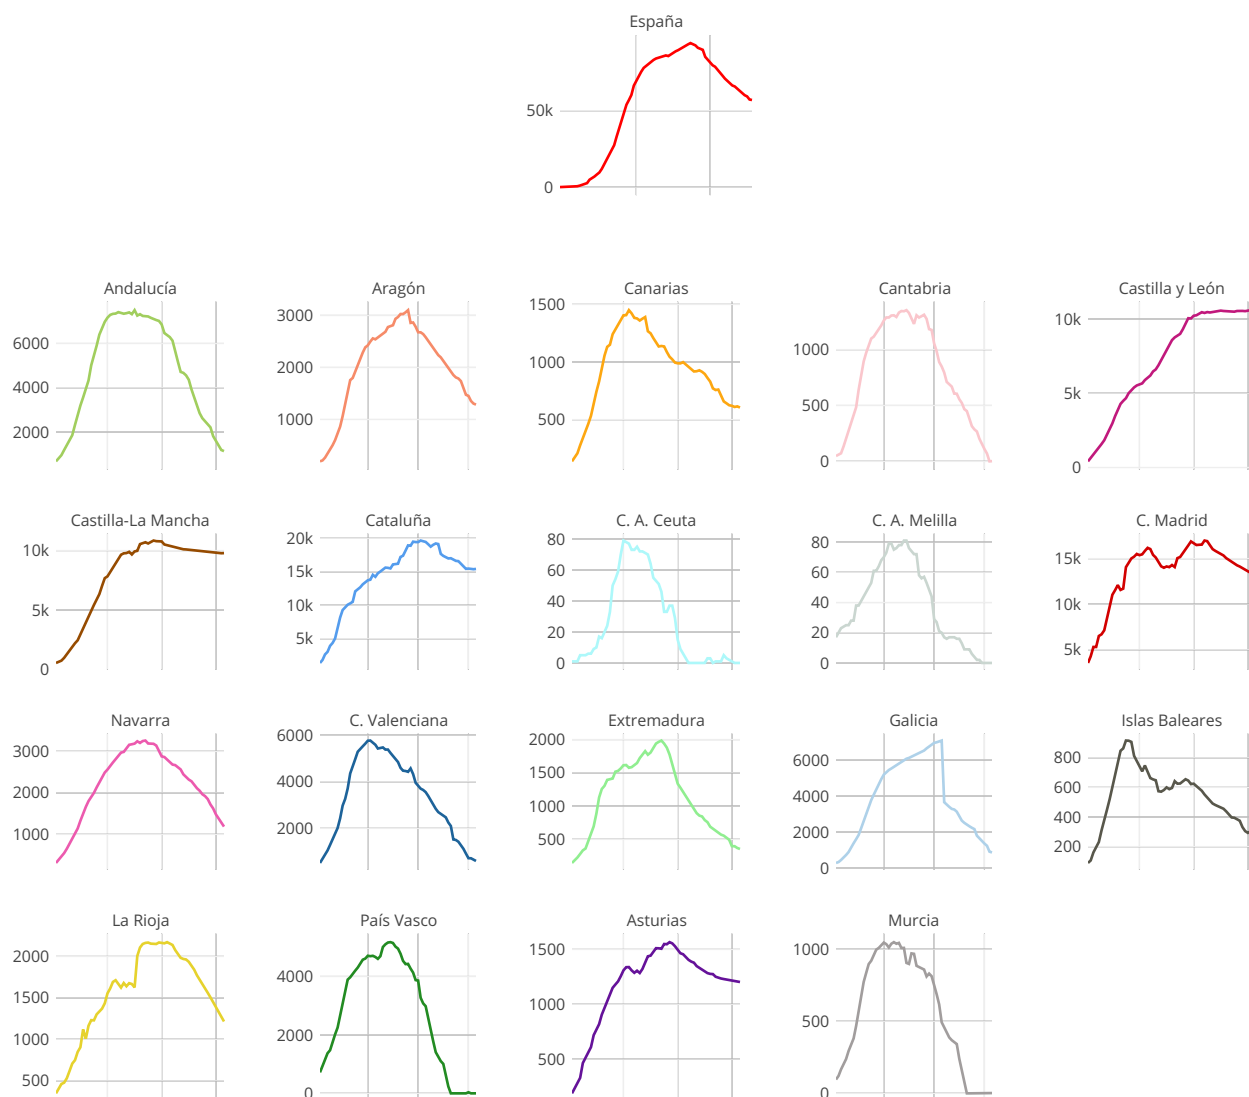 España
50k
0
Andalucía
Aragón
Canarias
Cantabria
Castilla y León
6000
4000
2000
3000
2000
1000
1500
1000
500
1000
500
0
10k
5k
0
Castilla-La Mancha
Cataluña
C. A. Ceuta
C. A. Melilla
C. Madrid
10k
5k
0
20k
15k
10k
5k
80
60
40
20
0
80
60
40
20
0
15k
10k
5k
Navarra
C. Valenciana
Extremadura
Galicia
Islas Baleares
3000
2000
1000
6000
4000
2000
2000
1500
1000
500
6000
4000
2000
0
800
600
400
200
La Rioja
País Vasco
Asturias
Murcia
2000
1500
1000
500
4000
2000
0
1500
1000
500
1000
500
0